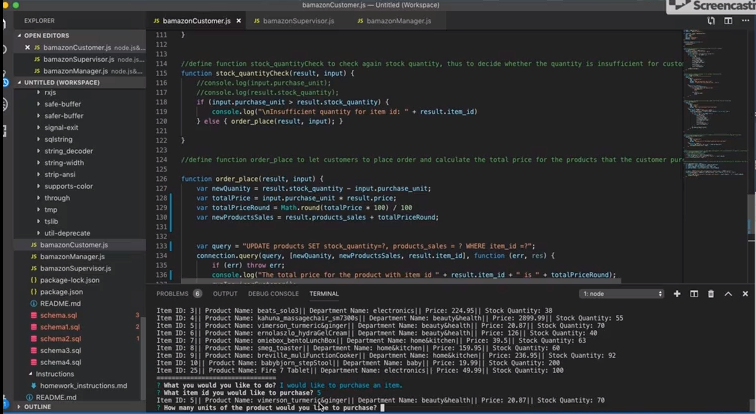 bamazonCustomer.js — Untitled (Workspace)
Screencasti
EXPLORER
bamazonCustomer.js ×
bamazonSupervisor.js
bamazonManager.js
OPEN EDITORS
× bamazonCustomer.js node.js/
bamazonSupervisor.js node.js/b
bamazonManager.js node.js/ba
UNTITLED (WORKSPACE)
rxjs
safe-buffer
safer-buffer
signal-exit
sqlstring
string_decoder
string-width
strip-ansi
supports-color
through
tmp
tslib
util-deprecate
bamazonCustomer.js
bamazonManager.js
bamazonSupervisor.js
package-lock.json
package.json
README.md
schema.sql 3
schema1.sql 2
schema2.sql 1
schema3.sql
schema4.sql
Instructions
README.md
OUTLINE
111 }
112
113
114 //define function stock_quantityCheck to check again stock quantity, thus to decide whether the quantity is insufficient for custome
115 function stock_quantityCheck(result, input) {
116 //console.log(input.purchase_unit);
117 //console.log(result.stock_quantity);
118 if (input.purchase_unit > result.stock_quantity) {
119 console.log("\nInsufficient quantity for item id: " + result.item_id)
120 } else { order_place(result, input); }
121
122 }
123
124 //define function order_place to let customers to place order and calculate the total price for the products that the customer purc
125
126 function order_place(result, input) {
127 var newQuanity = result.stock_quantity - input.purchase_unit;
128 var totalPrice = input.purchase_unit * result.price;
129 var totalPriceRound = Math.round(totalPrice * 100) / 100
130 var newProductsSales = result.products_sales + totalPriceRound;
131
133 var query = "UPDATE products SET stock_quantity=?, products_sales = ? WHERE item_id =?";
134 connection.query(query, [newQuanity, newProductsSales, result.item_id], function (err, res) {
135 if (err) throw err;
136 console.log("The total price for the product with item id " + result.item_id + " is " + totalPriceRound);
PROBLEMS 6 OUTPUT DEBUG CONSOLE TERMINAL
1: node
Item ID: 3| | Product Name: beats_solo3| | Department Name: electronics| | Price: 224.95| | Stock Quantity: 38
Item ID: 4| | Product Name: kahuna_massagechair_sm7300s| | Department Name: beauty&health| | Price: 2899.99| | Stock Quantity: 55
Item ID: 5| | Product Name: vimerson_turmeric&ginger| | Department Name: beauty&health| | Price: 20.87| | Stock Quantity: 70
Item ID: 6| | Product Name: ernolaszlo_hydraGelCream| | Department Name: beauty&health| | Price: 120| | Stock Quantity: 140
Item ID: 7| | Product Name: omiebox_bentoLunchBox| | Department Name: home&kitchen| | Price: 39.5| | Stock Quantity: 63
Item ID: 8| | Product Name: smeg_toaster| | Department Name: home&kitchen| | Price: 159.95| | Stock Quantity: 60
Item ID: 9| | Product Name: breville_muliFunctionCooker| | Department Name: home&kitchen| | Price: 236.95| | Stock Quantity: 92
Item ID: 10| | Product Name: babybjorn_stepStool| | Department Name: baby| | Price: 19.99| | Stock Quantity: 200
Item ID: 25| | Product Name: Fire 7 Tablet| | Department Name: electronics| | Price: 49.99| | Stock Quantity: 100
? What you would you like to do? I would like to purchase an item.
? What item id you would like to purchase? 5
Item ID: 5| | Product Name: vimerson_turmeric&ginger| | Department Name: beauty&health| | Price: 20.87| | Stock Quantity: 70
? How many units of the product would you like to purchase?